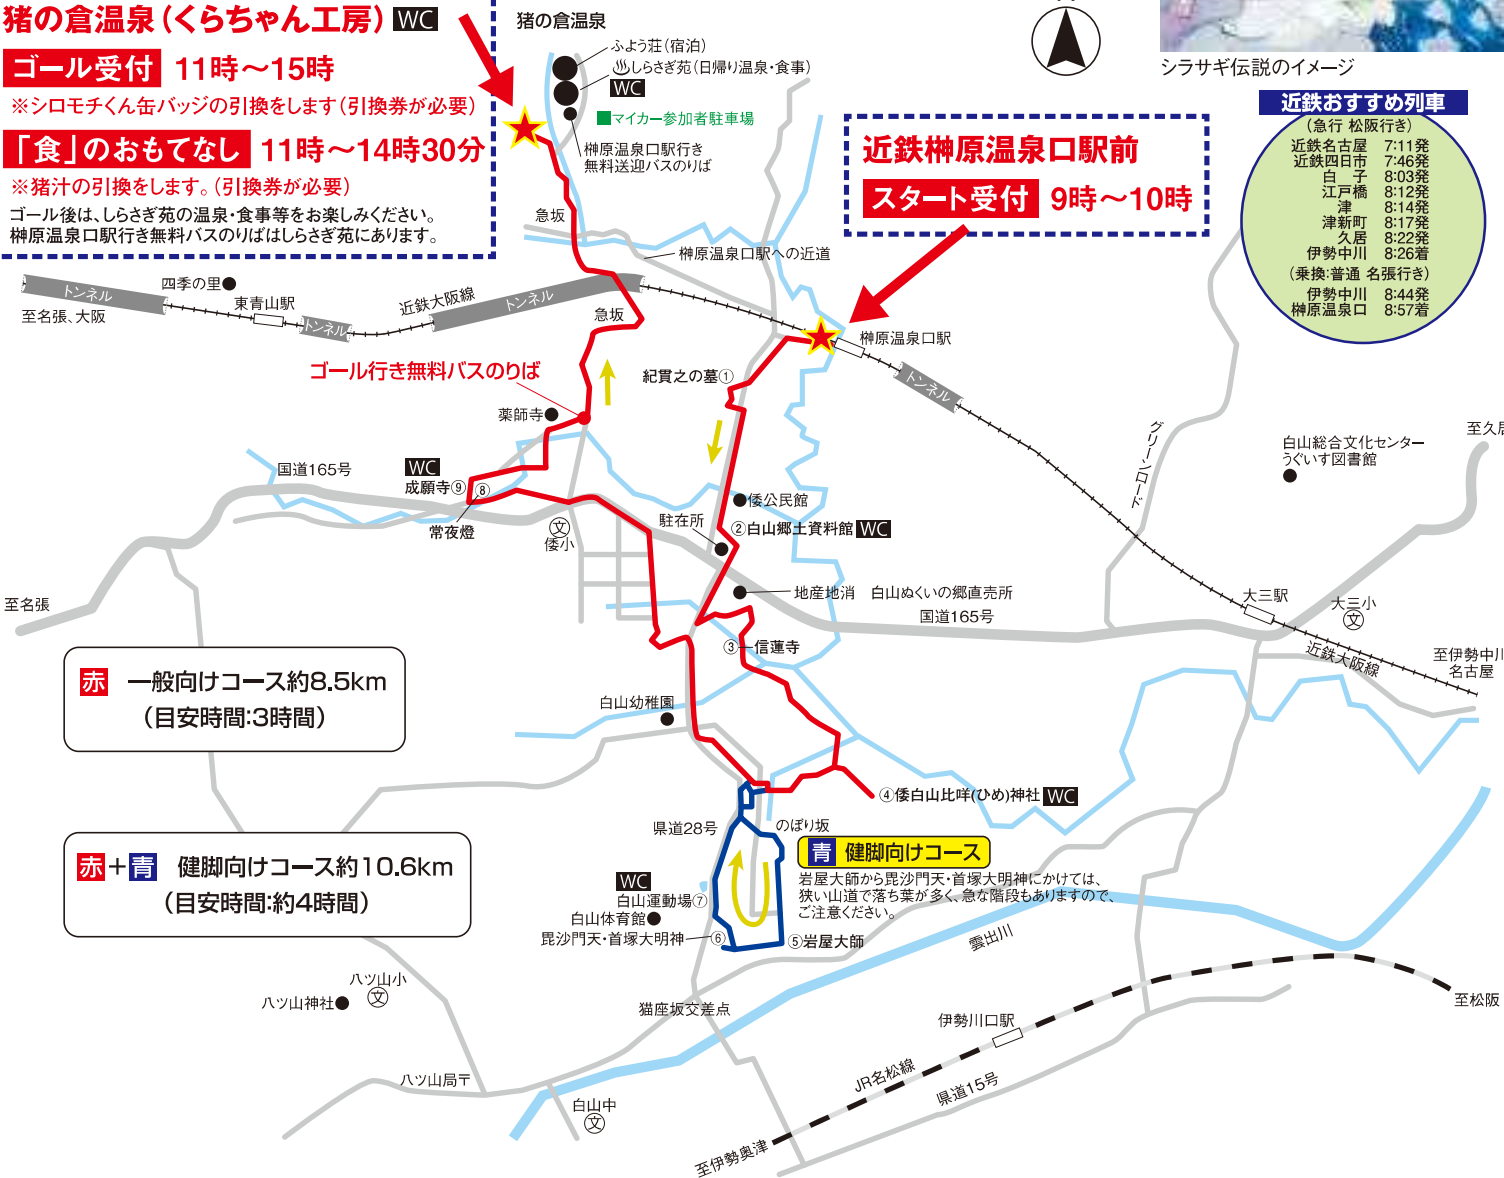 猪の倉温泉(くらちゃん工房) WC
ゴール受付 11時～15時
※シロモチくん缶バッジの引換をします(引換券が必要)
「食」のおもてなし 11時～14時30分
※猪汁の引換をします。(引換券が必要)
ゴール後は、しらさぎ苑の温泉・食事等をお楽しみください。
榊原温泉口駅行き無料バスのりばはしらさぎ苑にあります。
猪の倉温泉
ふよう荘(宿泊)
♨しらさぎ苑(日帰り温泉・食事)
WC
■マイカー参加者駐車場
榊原温泉口駅行き
無料送迎バスのりば
シラサギ伝説のイメージ
近鉄榊原温泉口駅前
スタート受付 9時～10時
近鉄おすすめ列車
(急行 松阪行き)
近鉄名古屋 7:11発
近鉄四日市 7:46発
白 子 8:03発
江戸橋 8:12発
津 8:14発
津新町 8:17発
久居 8:22発
伊勢中川 8:26着
(乗換:普通 名張行き)
伊勢中川 8:44発
榊原温泉口 8:57着
急坂
榊原温泉口駅への近道
四季の里
トンネル
東青山駅
トンネル
近鉄大阪線
トンネル
至名張、大阪
急坂
榊原温泉口駅
トンネル
ゴール行き無料バスのりば
紀貫之の墓①
薬師寺
グリーンロード
白山総合文化センター
うぐいす図書館
至久居
国道165号
WC
成願寺⑨
⑧
常夜燈
文
倭小
倭公民館
駐在所
②白山郷土資料館 WC
地産地消 白山ぬくいの郷直売所
国道165号
大三駅
大三小
文
至名張
③信蓮寺
近鉄大阪線
至伊勢中川
名古屋
赤 一般向けコース約8.5km
(目安時間:3時間)
白山幼稚園
④倭白山比咩(ひめ)神社 WC
県道28号
のぼり坂
赤+青 健脚向けコース約10.6km
(目安時間:約4時間)
青 健脚向けコース
岩屋大師から毘沙門天・首塚大明神にかけては、
狭い山道で落ち葉が多く、急な階段もありますので、
ご注意ください。
WC
白山運動場⑦
白山体育館
毘沙門天・首塚大明神
⑥
⑤岩屋大師
雲出川
八ツ山小
文
八ツ山神社
猫座坂交差点
伊勢川口駅
至松阪
八ツ山局〒
JR名松線
県道15号
白山中
文
至伊勢奥津